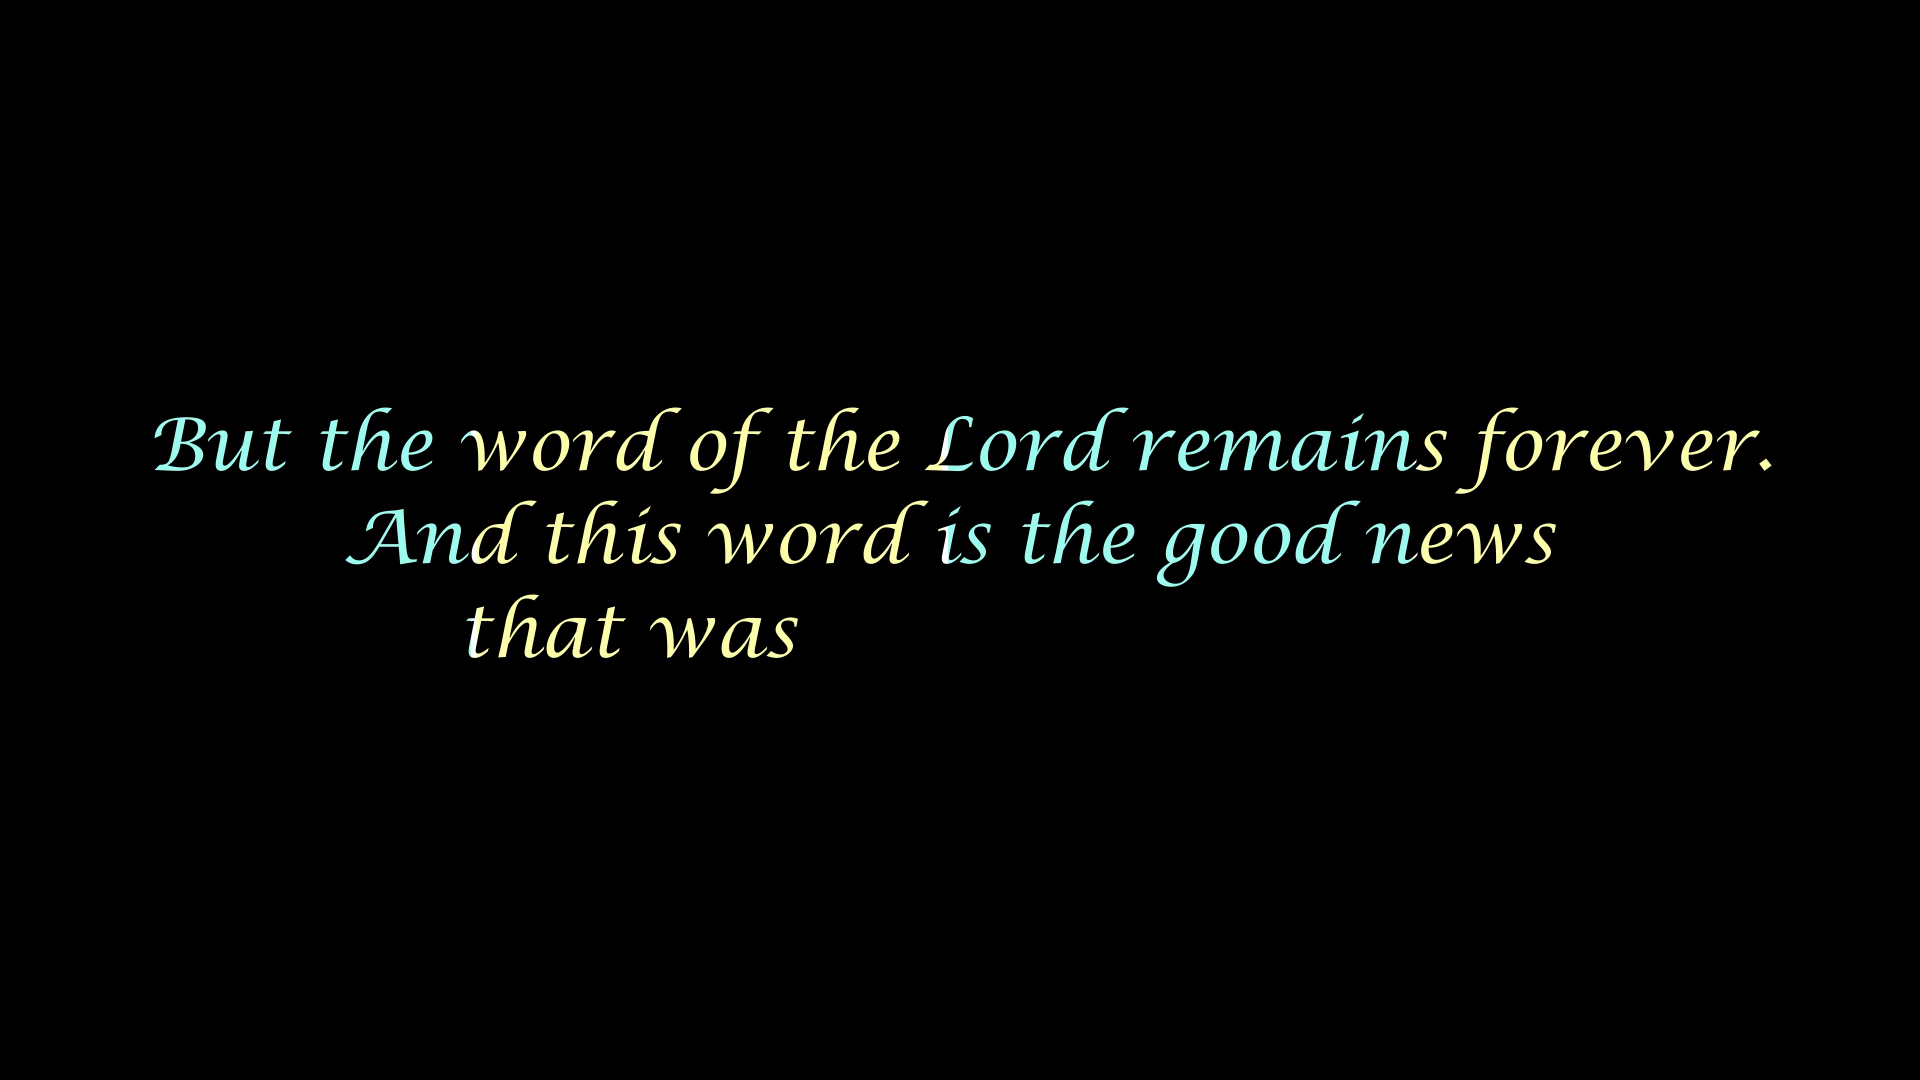 But the word of the Lord remains forever.
And this word is the good news
that was